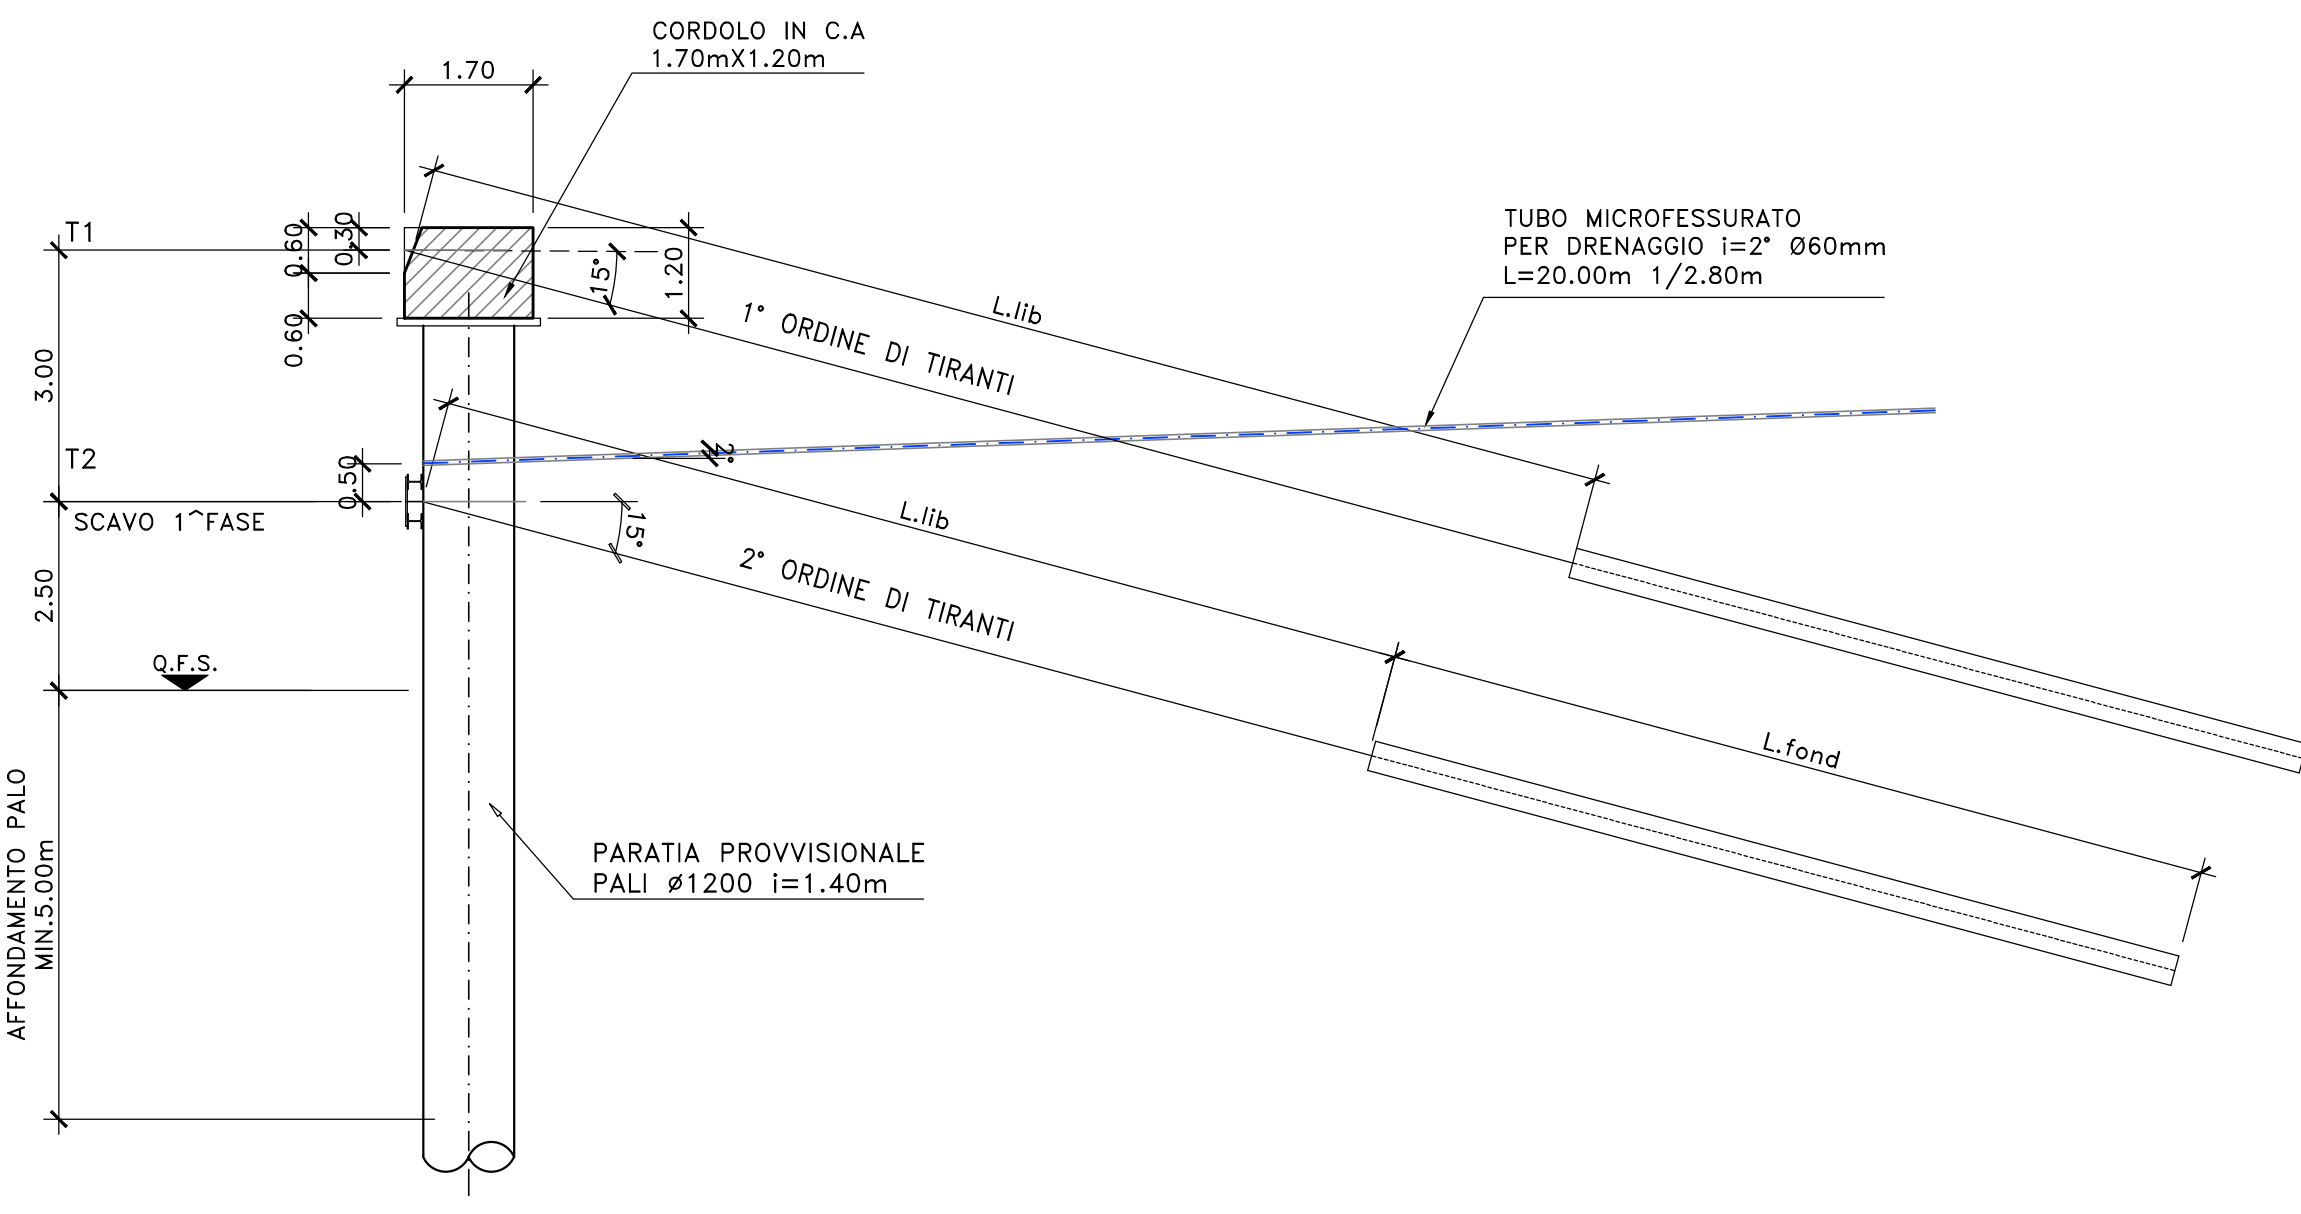 CORDOLO IN C.A
1.70mX1.20m
1.70
TUBO MICROFESSURATO
PER DRENAGGIO i=2° Ø60mm
L=20.00m 1/2.80m
T1
0.60
0.30
15°
1.20
L.lib
1° ORDINE DI TIRANTI
0.60
3.00
T2
0.50
2°
SCAVO 1^FASE
15°
L.lib
2° ORDINE DI TIRANTI
2.50
Q.F.S.
L.fond
AFFONDAMENTO PALO
MIN.5.00m
PARATIA PROVVISIONALE
PALI ø1200 i=1.40m